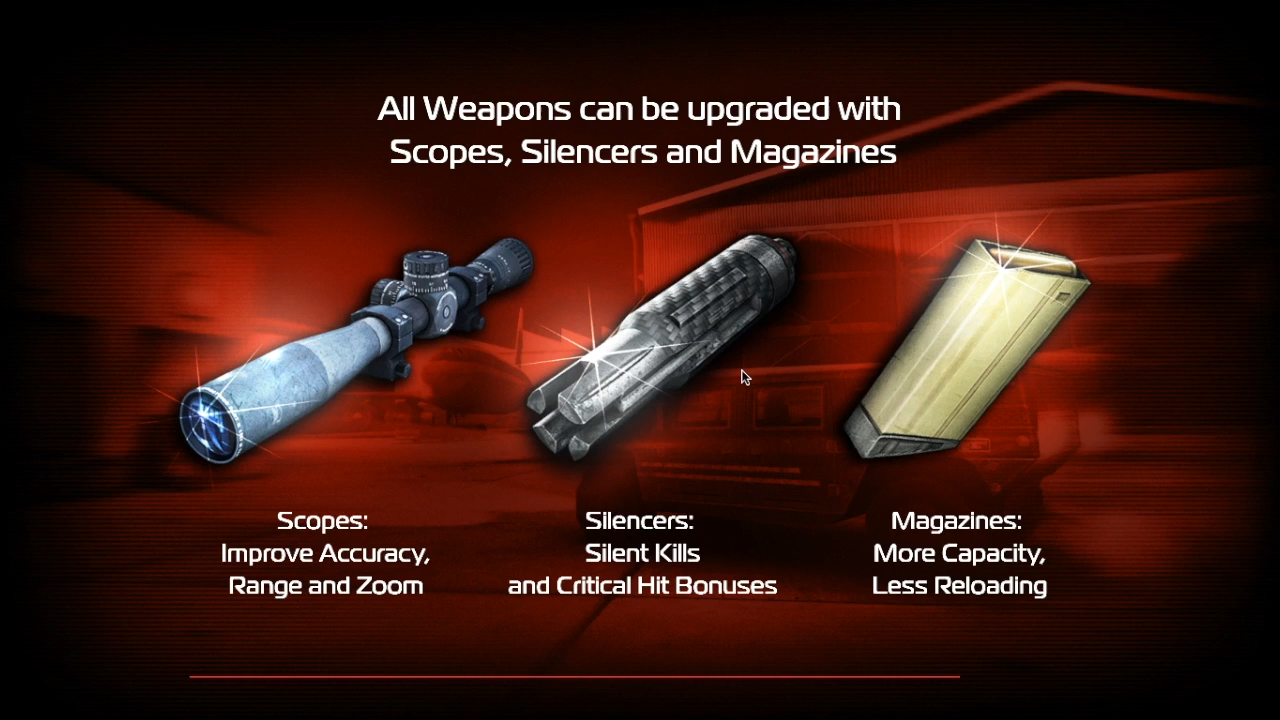 All Weapons can be upgraded with
Scopes, Silencers and Magazines
Scopes:
Improve Accuracy,
Range and Zoom
Silencers:
Silent Kills
and Critical Hit Bonuses
Magazines:
More Capacity,
Less Reloading